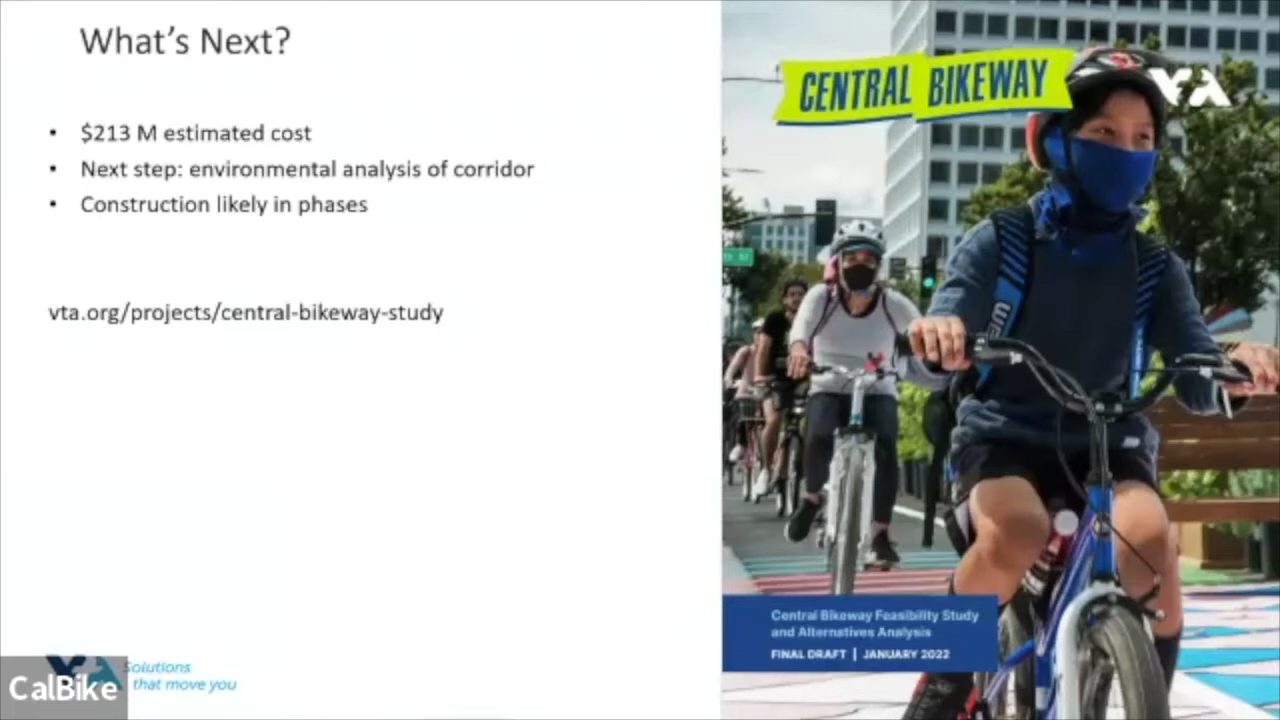 What's Next?
• $213 M estimated cost
• Next step: environmental analysis of corridor
• Construction likely in phases
vta.org/projects/central-bikeway-study
CENTRAL BIKEWAY
VTA
Central Bikeway Feasibility Study
and Alternatives Analysis
FINAL DRAFT | JANUARY 2022
Solutions
that move you
CalBike